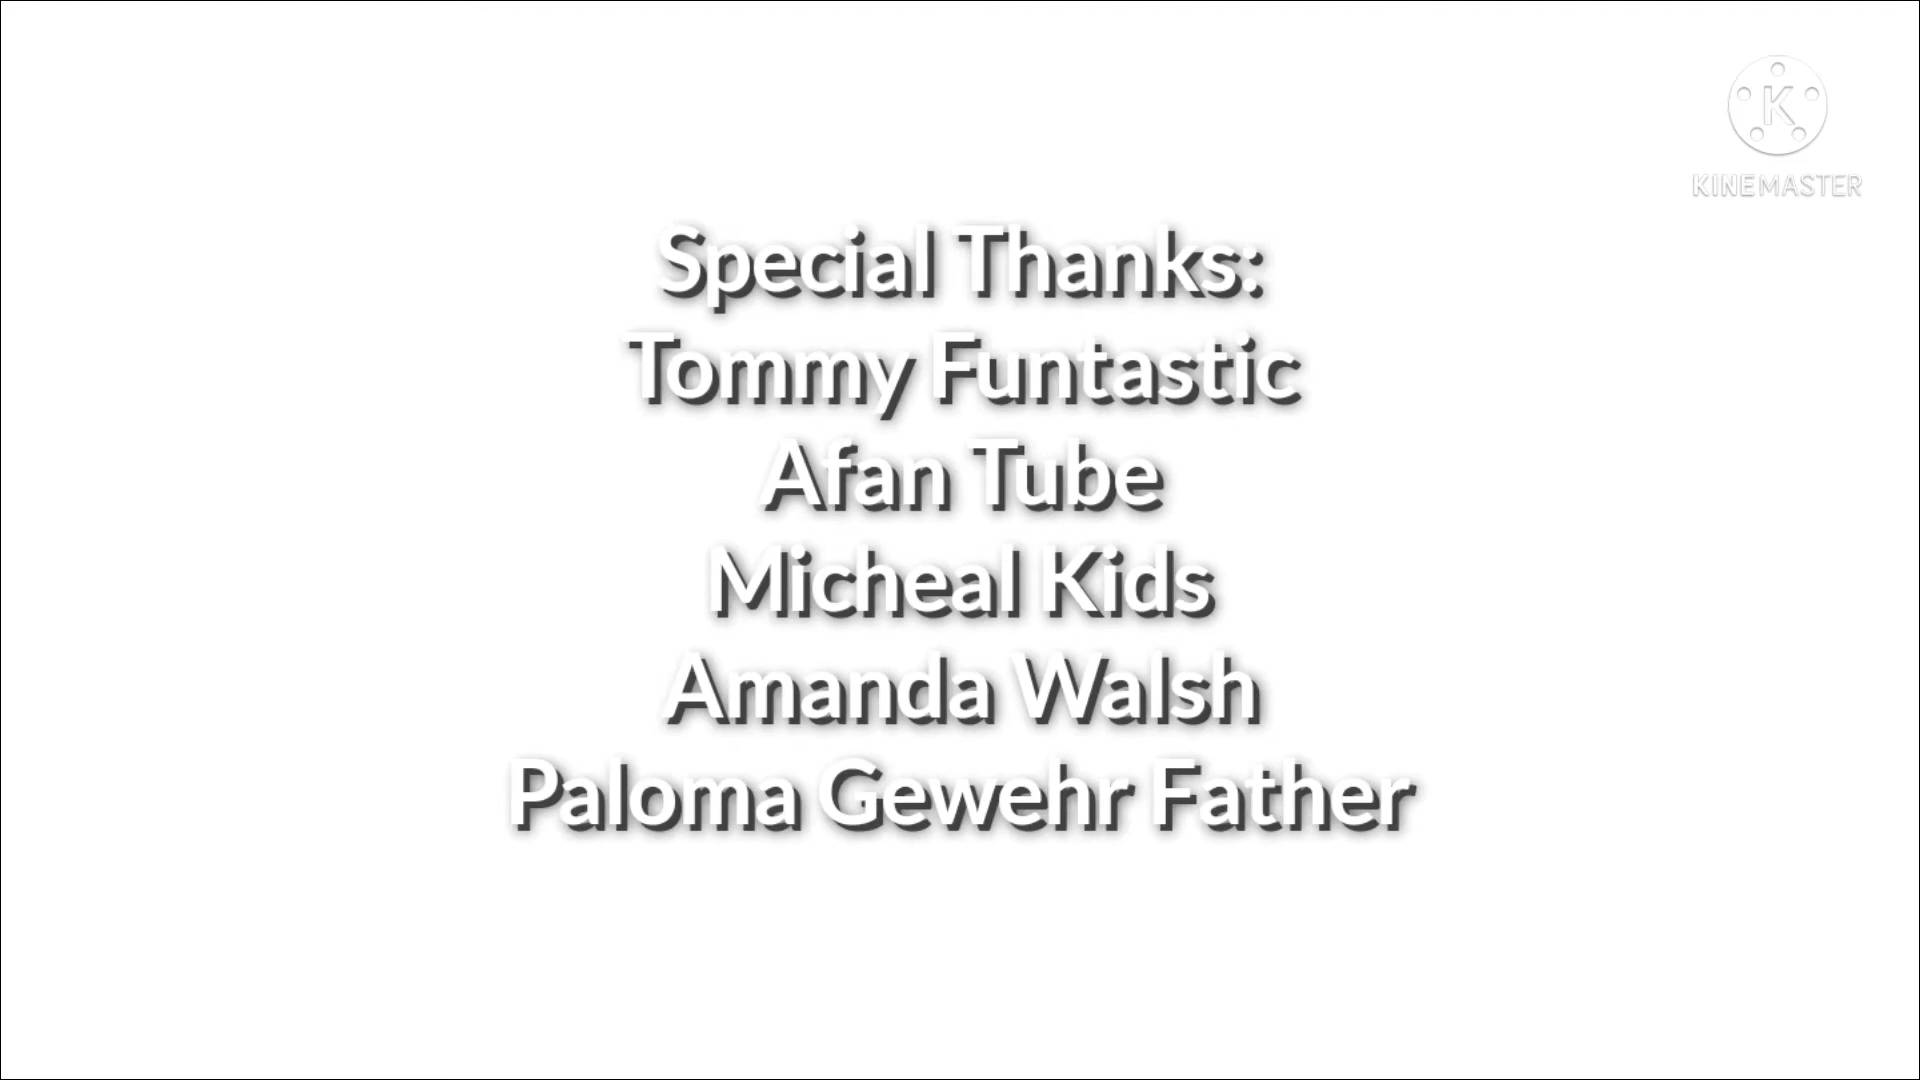 K
KINEMASTER
Special Thanks:
Tommy Funtastic
Afan Tube
Micheal Kids
Amanda Walsh
Paloma Gewehr Father